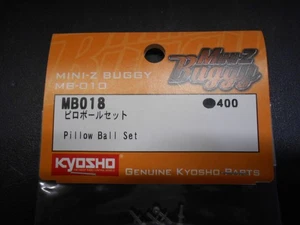 Mini-Z
Buggy
MINI-Z BUGGY
MB-010
MB018
●400
ピロボールセット
Pillow Ball Set
KYOSHO
GENUINE KYOSHO PARTS